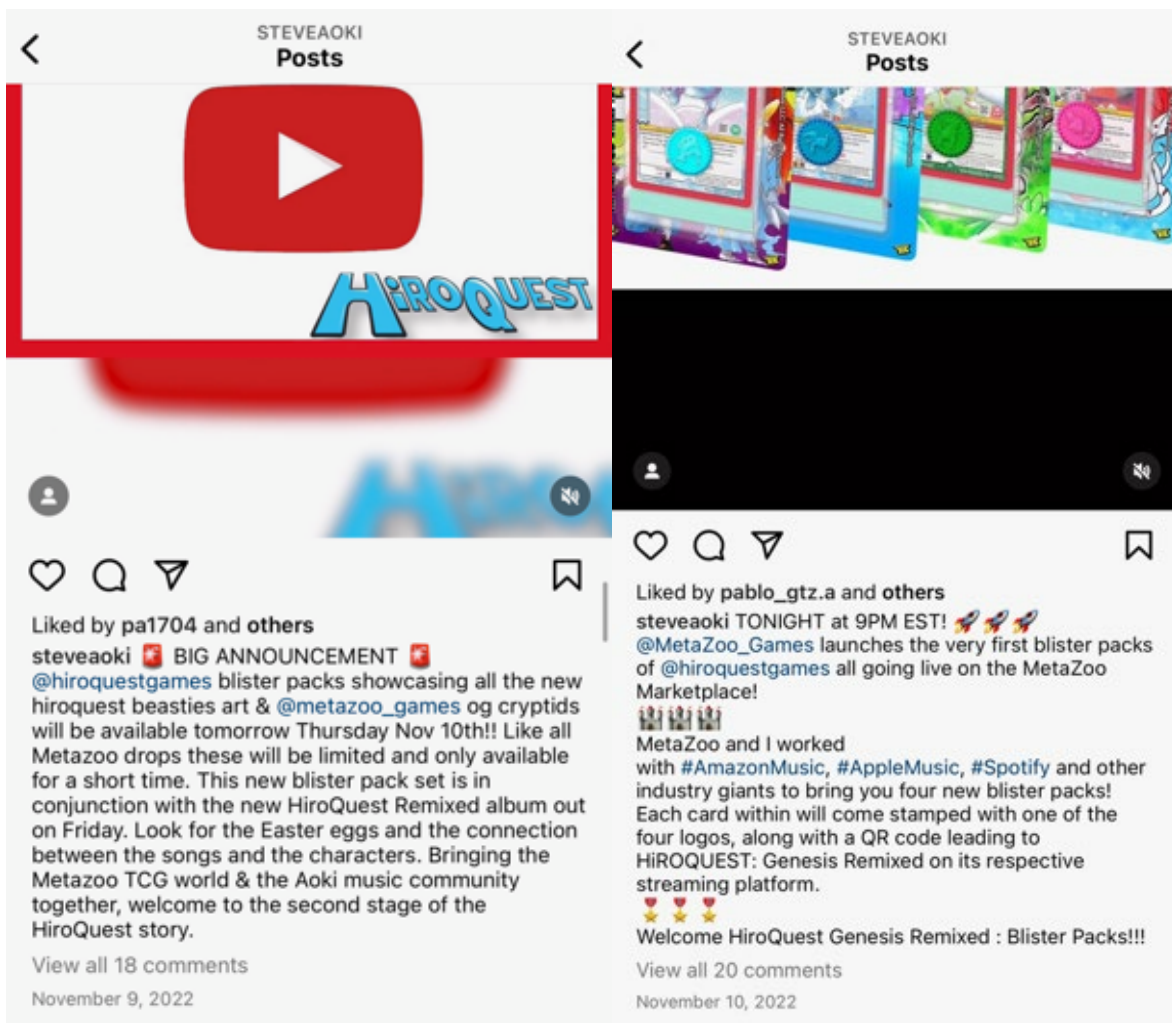 STEVEAOKI
Posts
HiROQUEST
Liked by pa1704 and others
steveaoki 🚨 BIG ANNOUNCEMENT 🚨
@hiroquestgames blister packs showcasing all the new
hiroquest beasties art & @metazoo_games og cryptids
will be available tomorrow Thursday Nov 10th!! Like all
Metazoo drops these will be limited and only available
for a short time. This new blister pack set is in
conjunction with the new HiroQuest Remixed album out
on Friday. Look for the Easter eggs and the connection
between the songs and the characters. Bringing the
Metazoo TCG world & the Aoki music community
together, welcome to the second stage of the
HiroQuest story.
View all 18 comments
November 9, 2022
STEVEAOKI
Posts
Liked by pablo_gtz.a and others
steveaoki TONIGHT at 9PM EST! 🚀🚀🚀
@MetaZoo_Games launches the very first blister packs
of @hiroquestgames all going live on the MetaZoo
Marketplace!
🏰🏰🏰
MetaZoo and I worked
with #AmazonMusic, #AppleMusic, #Spotify and other
industry giants to bring you four new blister packs!
Each card within will come stamped with one of the
four logos, along with a QR code leading to
HiROQUEST: Genesis Remixed on its respective
streaming platform.
🎖🎖🎖
Welcome HiroQuest Genesis Remixed : Blister Packs!!!
View all 20 comments
November 10, 2022